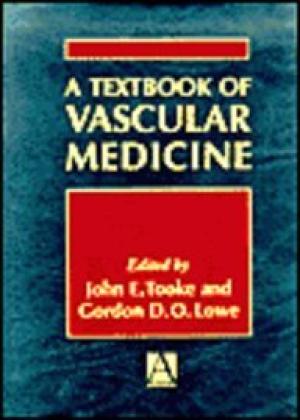 A TEXTBOOK OF
VASCULAR
MEDICINE
Edited by
John E. Tooke and
Gordon D. O. Lowe
A